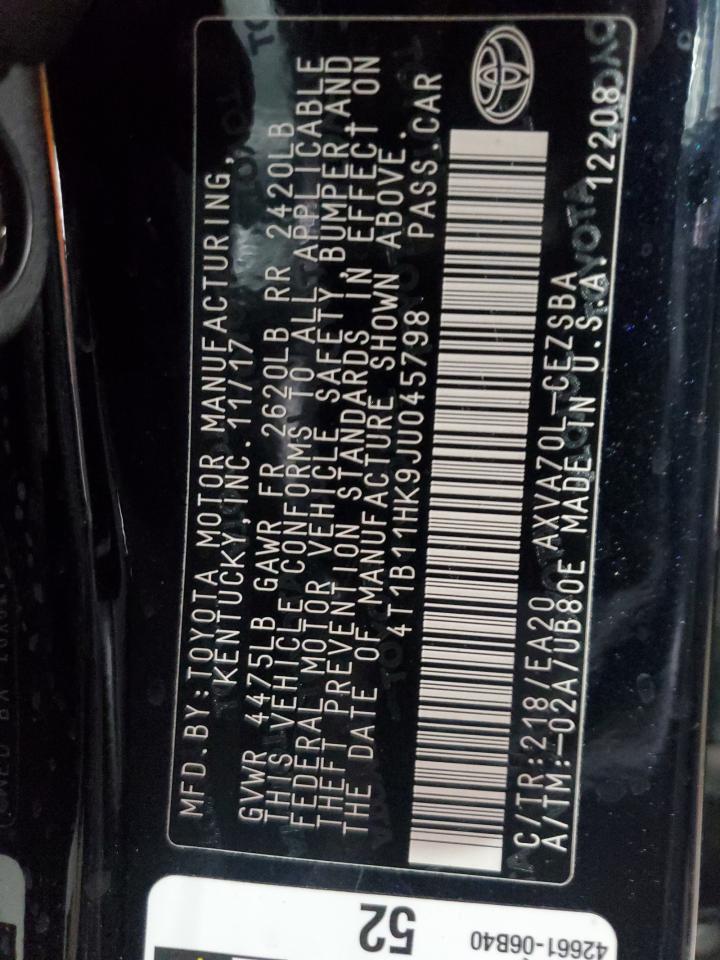 MFD.BY:TOYOTA MOTOR MANUFACTURING,
KENTUCKY,INC.11/17
GVWR 4475LB GAWR FR 2620LB RR 2420LB
THIS VEHICLE CONFORMS TO ALL APPLICABLE
FEDERAL MOTOR VEHICLE SAFETY, BUMPER,AND
THEFT PREVENTION STANDARDS IN EFFECT ON
THE DATE OF MANUFACTURE SHOWN ABOVE.
4T1B11HK9JU045798 PASS.CAR
C/TR:218/EA20 AXVA70L-CEZSBA
A/TM:-02A/UB80E MADE IN U.S.A. 12208
52
42661-06B40